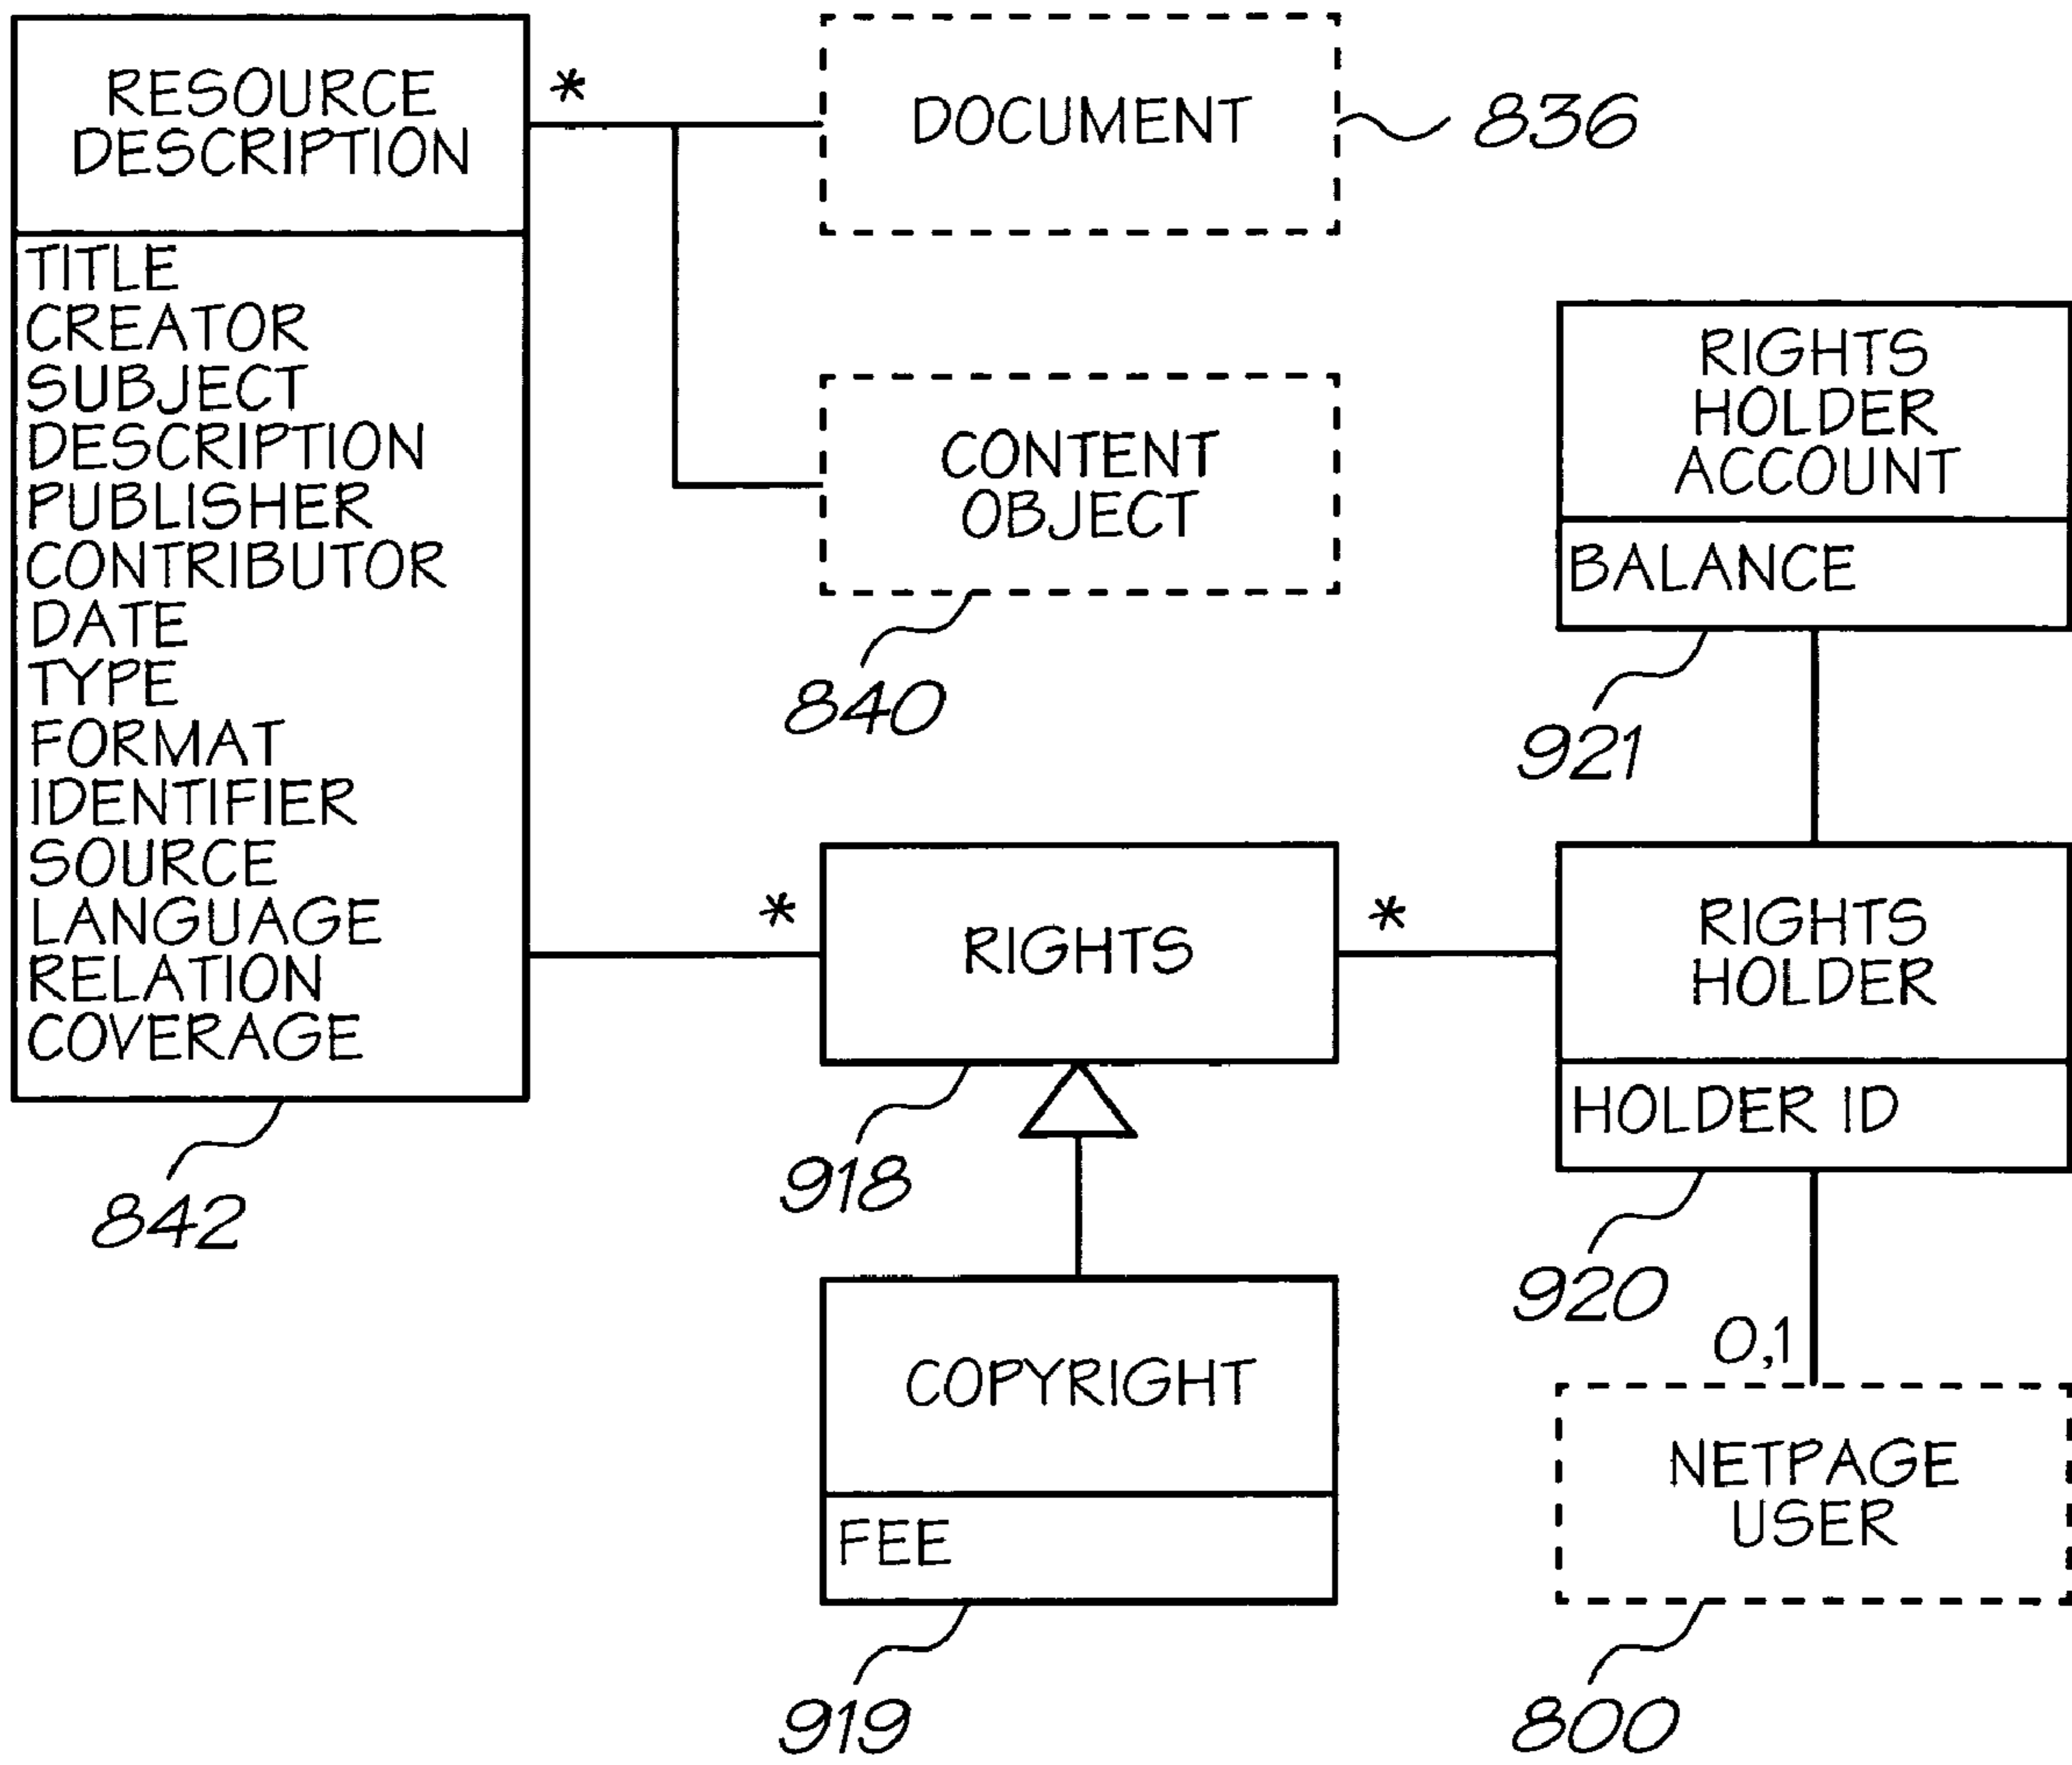 RESOURCE
DESCRIPTION
TITLE
CREATOR
SUBJECT
DESCRIPTION
PUBLISHER
CONTRIBUTOR
DATE
TYPE
FORMAT
IDENTIFIER
SOURCE
LANGUAGE
RELATION
COVERAGE
842
*
DOCUMENT
836
CONTENT
OBJECT
840
RIGHTS
HOLDER
ACCOUNT
BALANCE
921
*
RIGHTS
918
*
RIGHTS
HOLDER
HOLDER ID
920
COPYRIGHT
FEE
919
0,1
NETPAGE
USER
800